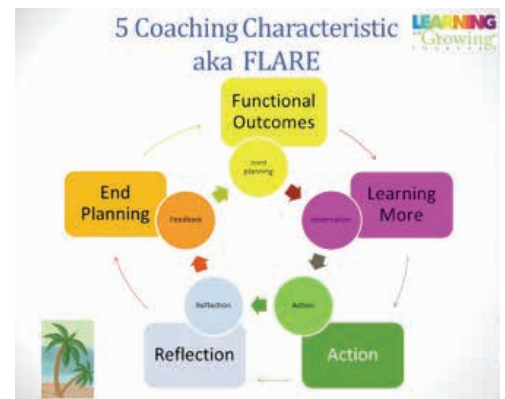 5 Coaching Characteristic
aka FLARE
LEARNING
Growing
Functional
Outcomes
Joint
planning
Learning
More
Observation
Action
Action
Reflection
Reflection
End
Planning
Feedback